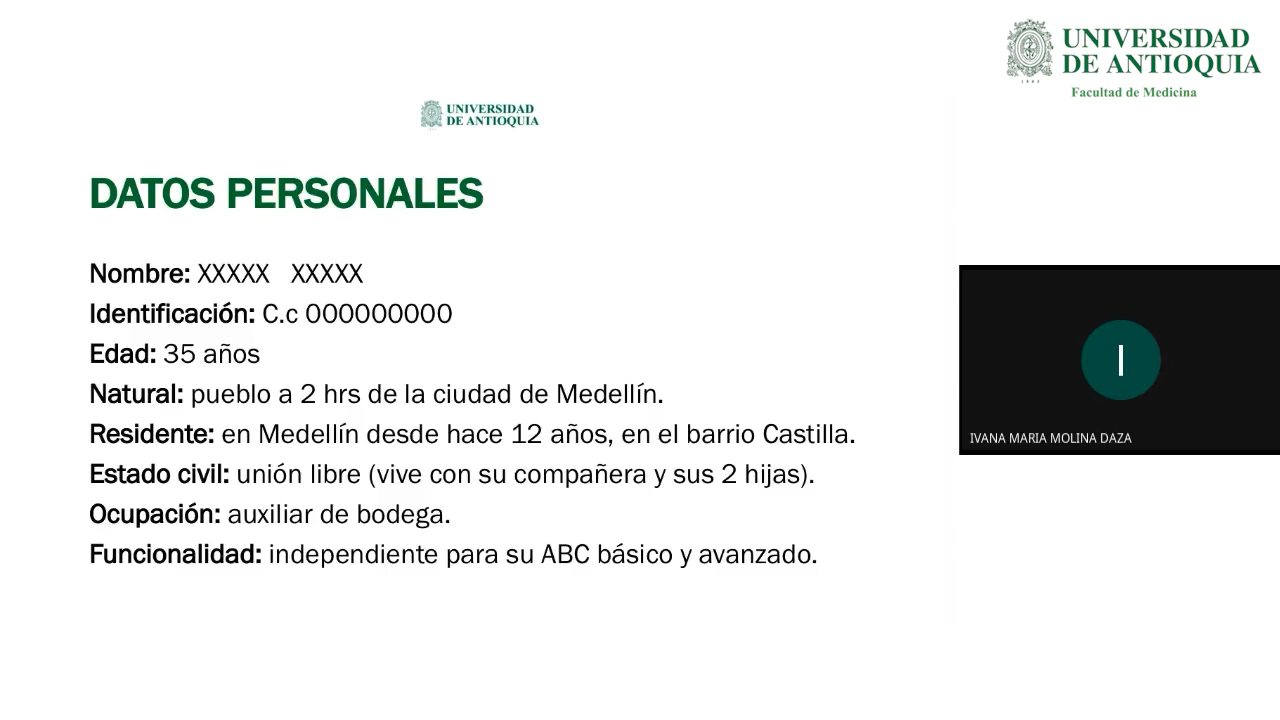 UNIVERSIDAD
DE ANTIOQUIA
Facultad de Medicina
UNIVERSIDAD
DE ANTIOQUIA
DATOS PERSONALES
Nombre: XXXXX XXXXX
Identificación: C.c 000000000
Edad: 35 años
Natural: pueblo a 2 hrs de la ciudad de Medellín.
Residente: en Medellín desde hace 12 años, en el barrio Castilla.
Estado civil: unión libre (vive con su compañera y sus 2 hijas).
Ocupación: auxiliar de bodega.
Funcionalidad: independiente para su ABC básico y avanzado.
I
IVANA MARIA MOLINA DAZA